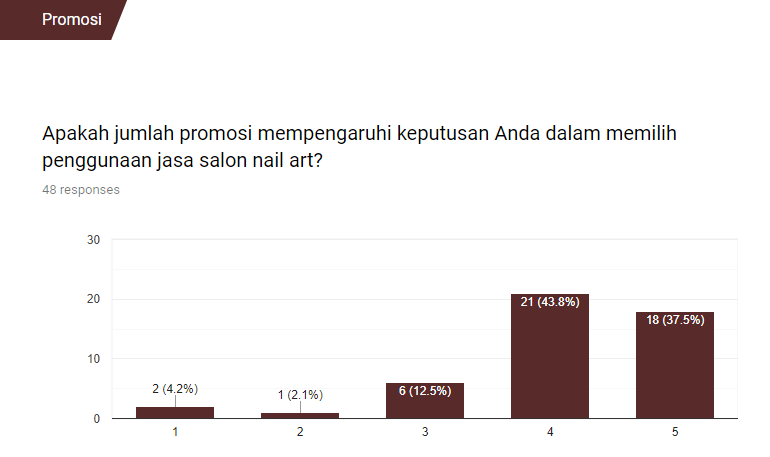 Promosi
Apakah jumlah promosi mempengaruhi keputusan Anda dalam memilih
penggunaan jasa salon nail art?
48 responses
30
20
10
0
2 (4.2%)
1 (2.1%)
6 (12.5%)
21 (43.8%)
18 (37.5%)
1 2 3 4 5